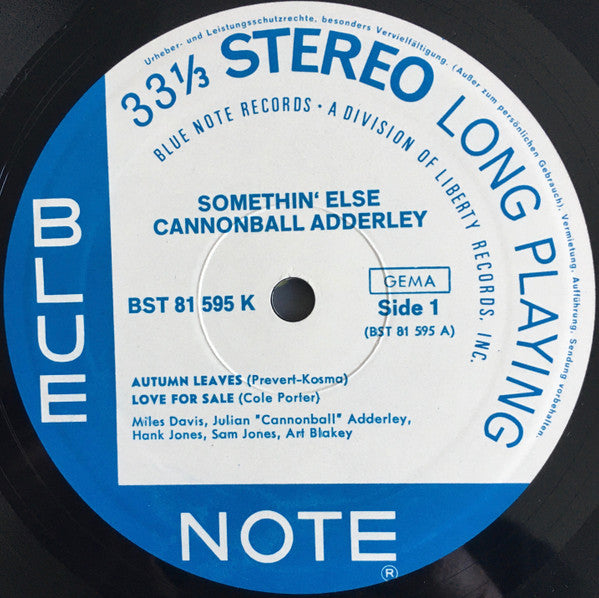 Urheber- und Leistungsschutzrechte, besonders Vervielfältigung, (Außer zum persönlichen Gebrauch), Vermietung, Aufführung, Sendung vorbehalten.
33⅓ STEREO LONG PLAYING
BLUE NOTE RECORDS • A DIVISION OF LIBERTY RECORDS, INC.
SOMETHIN' ELSE
CANNONBALL ADDERLEY
BST 81 595 K
GEMA
Side 1
(BST 81 595 A)
AUTUMN LEAVES (Prevert-Kosma)
LOVE FOR SALE (Cole Porter)
Miles Davis, Julian "Cannonball" Adderley,
Hank Jones, Sam Jones, Art Blakey
BLUE
NOTE
®